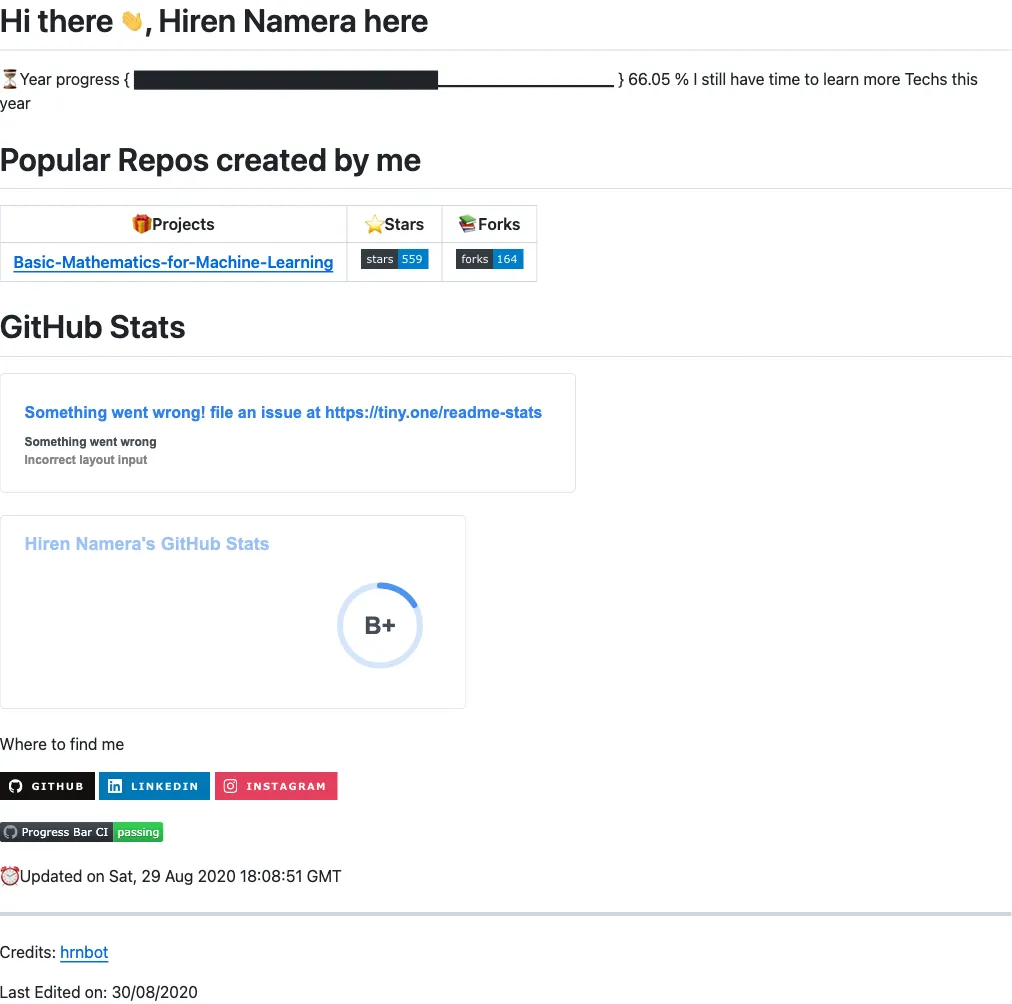 Hi there 👋, Hiren Namera here
⏳Year progress { ██████████████████▁▁▁▁▁▁▁▁▁▁ } 66.05 % I still have time to learn more Techs this
year
Popular Repos created by me
🎁Projects ⭐Stars 📚Forks
Basic-Mathematics-for-Machine-Learning stars 559 forks 164
GitHub Stats
Something went wrong! file an issue at https://tiny.one/readme-stats
Something went wrong
Incorrect layout input
Hiren Namera's GitHub Stats
B+
Where to find me
GITHUB LINKEDIN INSTAGRAM
Progress Bar CI passing
⏰Updated on Sat, 29 Aug 2020 18:08:51 GMT
Credits: hrnbot
Last Edited on: 30/08/2020